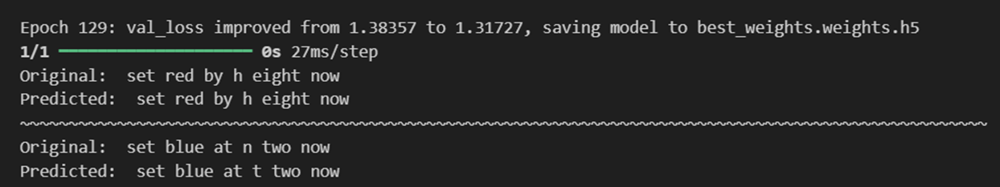 Epoch 129: val_loss improved from 1.38357 to 1.31727, saving model to best_weights.weights.h5
1/1 ━━━━━━━━━━━━━━━━━━━━ 0s 27ms/step
Original:  set red by h eight now
Predicted:  set red by h eight now
~~~~~~~~~~~~~~~~~~~~~~~~~~~~~~~~~~~~~~~~~~~~~~~~~~~~~~~~~~~~~~~~~~~~~~~~~~~~~~~~~~~~~~~~~~~~~~~~~~~~
Original:  set blue at n two now
Predicted:  set blue at t two now